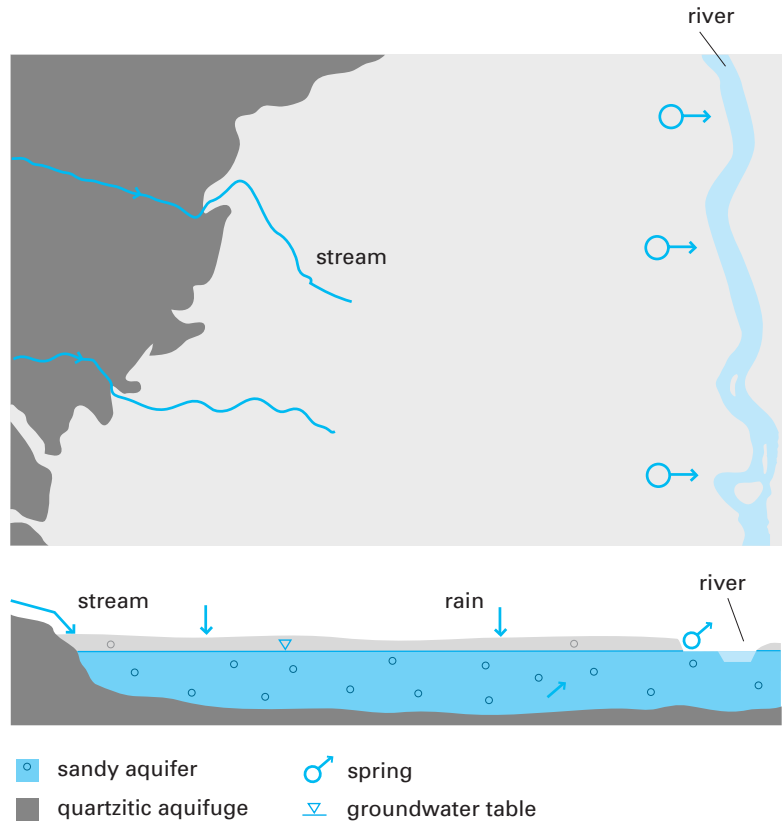 river
stream
stream
rain
river
sandy aquifer
spring
quartzitic aquifuge
groundwater table